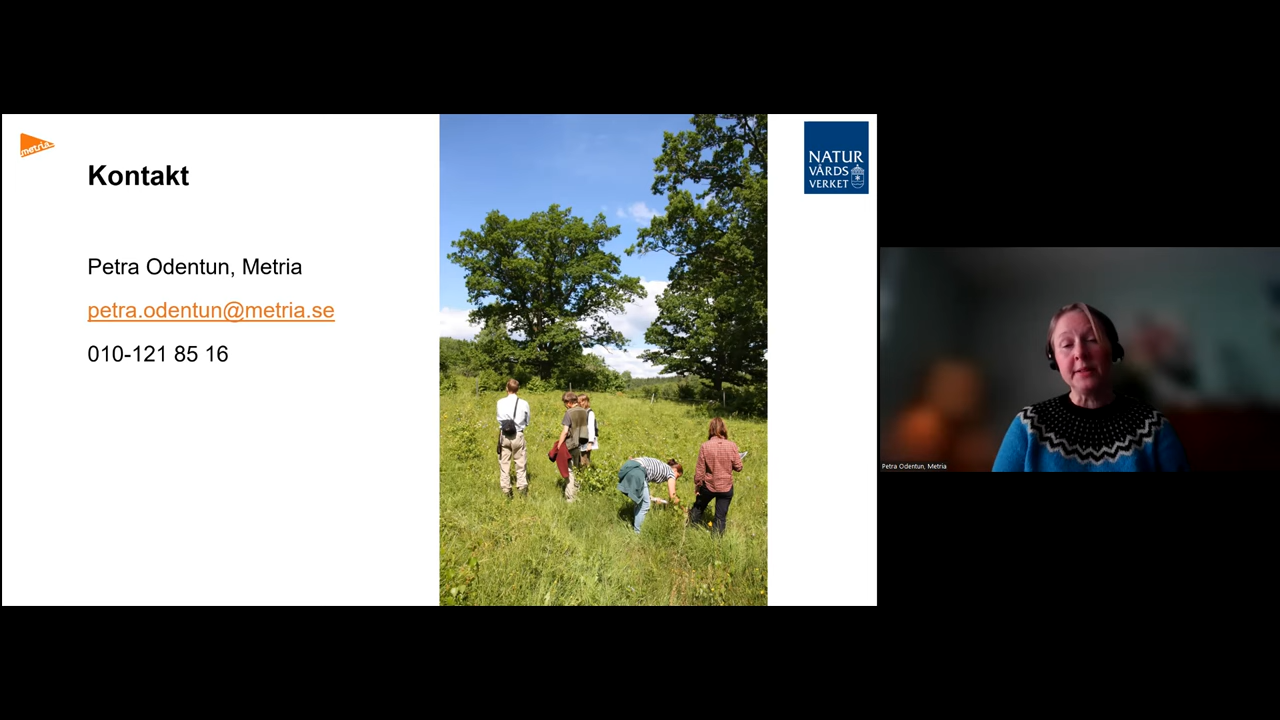 metria
Kontakt
Petra Odentun, Metria
petra.odentun@metria.se
010-121 85 16
NATUR
VÅRDS
VERKET
Petra Odentun, Metria